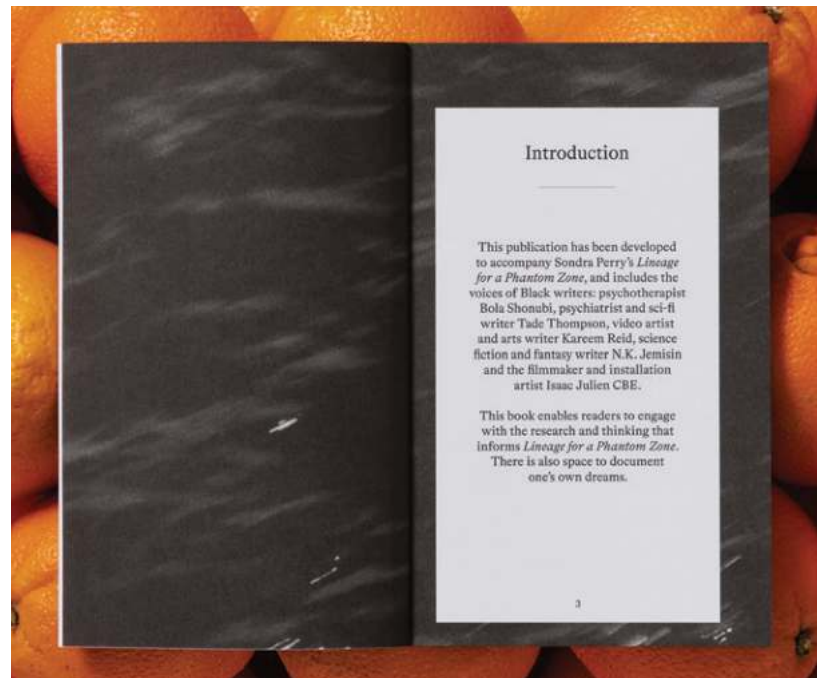 Introduction
This publication has been developed
to accompany Sondra Perry’s Lineage
for a Phantom Zone, and includes the
voices of Black writers: psychotherapist
Bola Shonubi, psychiatrist and sci-fi
writer Tade Thompson, video artist
and arts writer Kareem Reid, science
fiction and fantasy writer N.K. Jemisin
and the filmmaker and installation
artist Isaac Julien CBE.
This book enables readers to engage
with the research and thinking that
informs Lineage for a Phantom Zone.
There is also space to document
one’s own dreams.
3